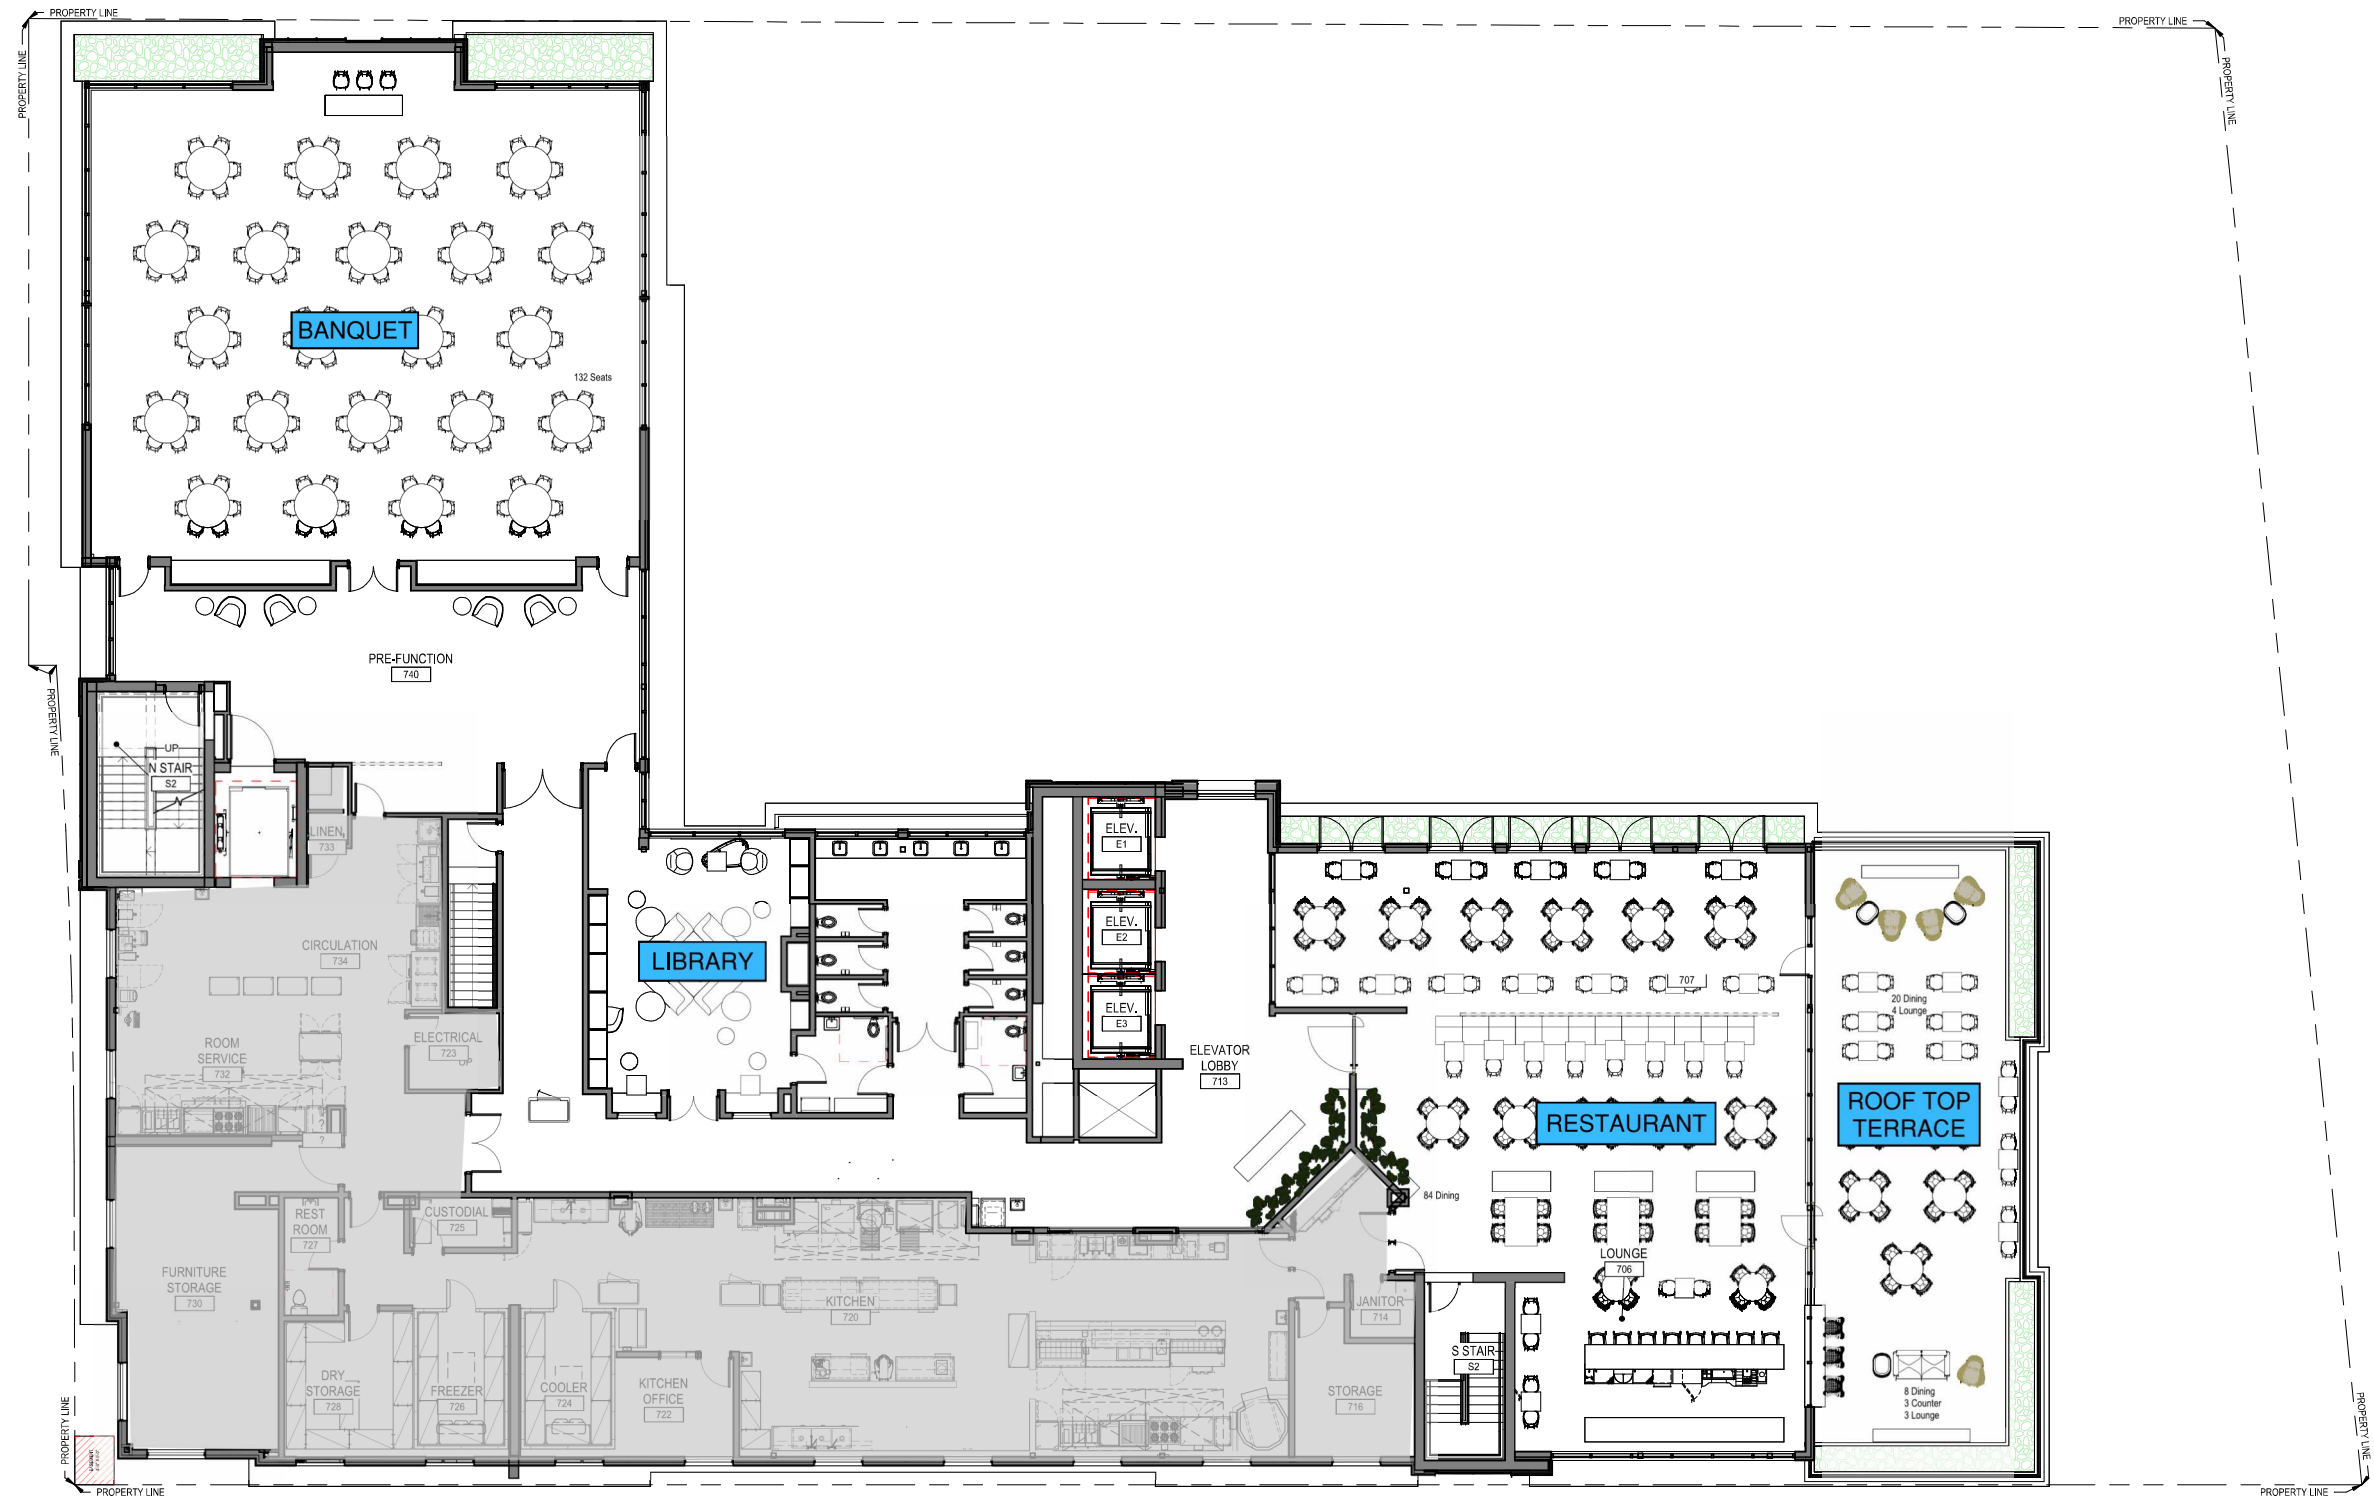 PROPERTY LINE
PROPERTY LINE
PROPERTY LINE
PROPERTY LINE
BANQUET
132 Seats
PRE-FUNCTION
740
PROPERTY LINE
UP
N STAIR
S2
LINEN
733
ELEV.
E1
ELEV.
E2
ELEV.
E3
CIRCULATION
734
LIBRARY
707
20 Dining
4 Lounge
ROOM
SERVICE
732
ELECTRICAL
723
UP
ELEVATOR
LOBBY
713
ROOF TOP
TERRACE
RESTAURANT
?
?
84 Dining
REST
ROOM
727
CUSTODIAL
725
LOUNGE
706
FURNITURE
STORAGE
730
KITCHEN
720
JANITOR
714
S STAIR
S2
DRY
STORAGE
728
FREEZER
726
COOLER
724
KITCHEN
OFFICE
722
STORAGE
716
8 Dining
3 Counter
3 Lounge
PROPERTY LINE
PROPERTY LINE
PROPERTY LINE
PROPERTY LINE